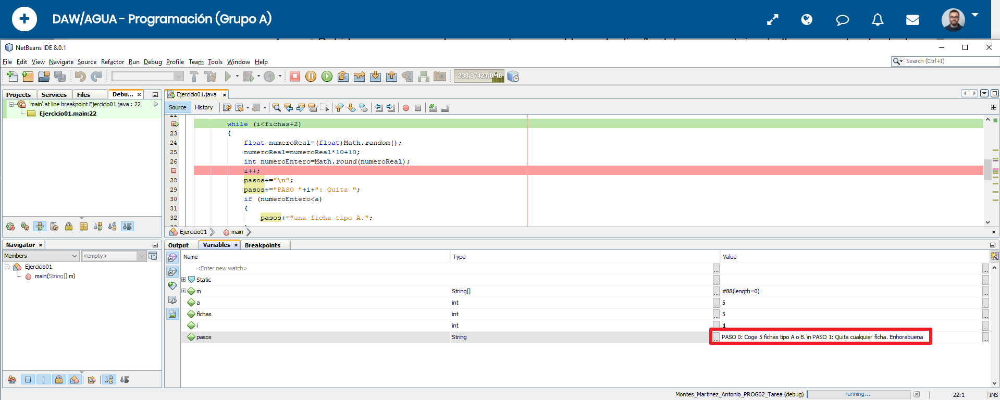 DAW/AGUA - Programación (Grupo A)
NetBeans IDE 8.0.1
File Edit View Navigate Source Refactor Run Debug Profile Team Tools Window Help
Search (Ctrl+I)
238,3/427,0MB
Projects Services Files Debu... ×
Ejercicio01.java ×
'main' at line breakpoint Ejercicio01.java : 22
Ejercicio01.main:22
Source History
21
while (i<fichas+2)
23 {
24 float numeroReal=(float)Math.random();
25 numeroReal=numeroReal*10+10;
26 int numeroEntero=Math.round(numeroReal);
i++;
28 pasos+="\n";
29 pasos+="PASO "+i+": Quita ";
30 if (numeroEntero<a)
31 {
32 pasos+="una ficha tipo A.";
Ejercicio01 main
Navigator ×
Members <empty>
Ejercicio01
main(String[] m)
Output Variables × Breakpoints
Name Type Value
<Enter new watch>
Static
m String[] #88(length=0)
a int 5
fichas int 5
i int 1
pasos String PASO 0: Coge 5 fichas tipo A o B.\n PASO 1: Quita cualquier ficha. Enhorabuena
Montes_Martinez_Antonio_PROG02_Tarea (debug) running... 22:1 INS